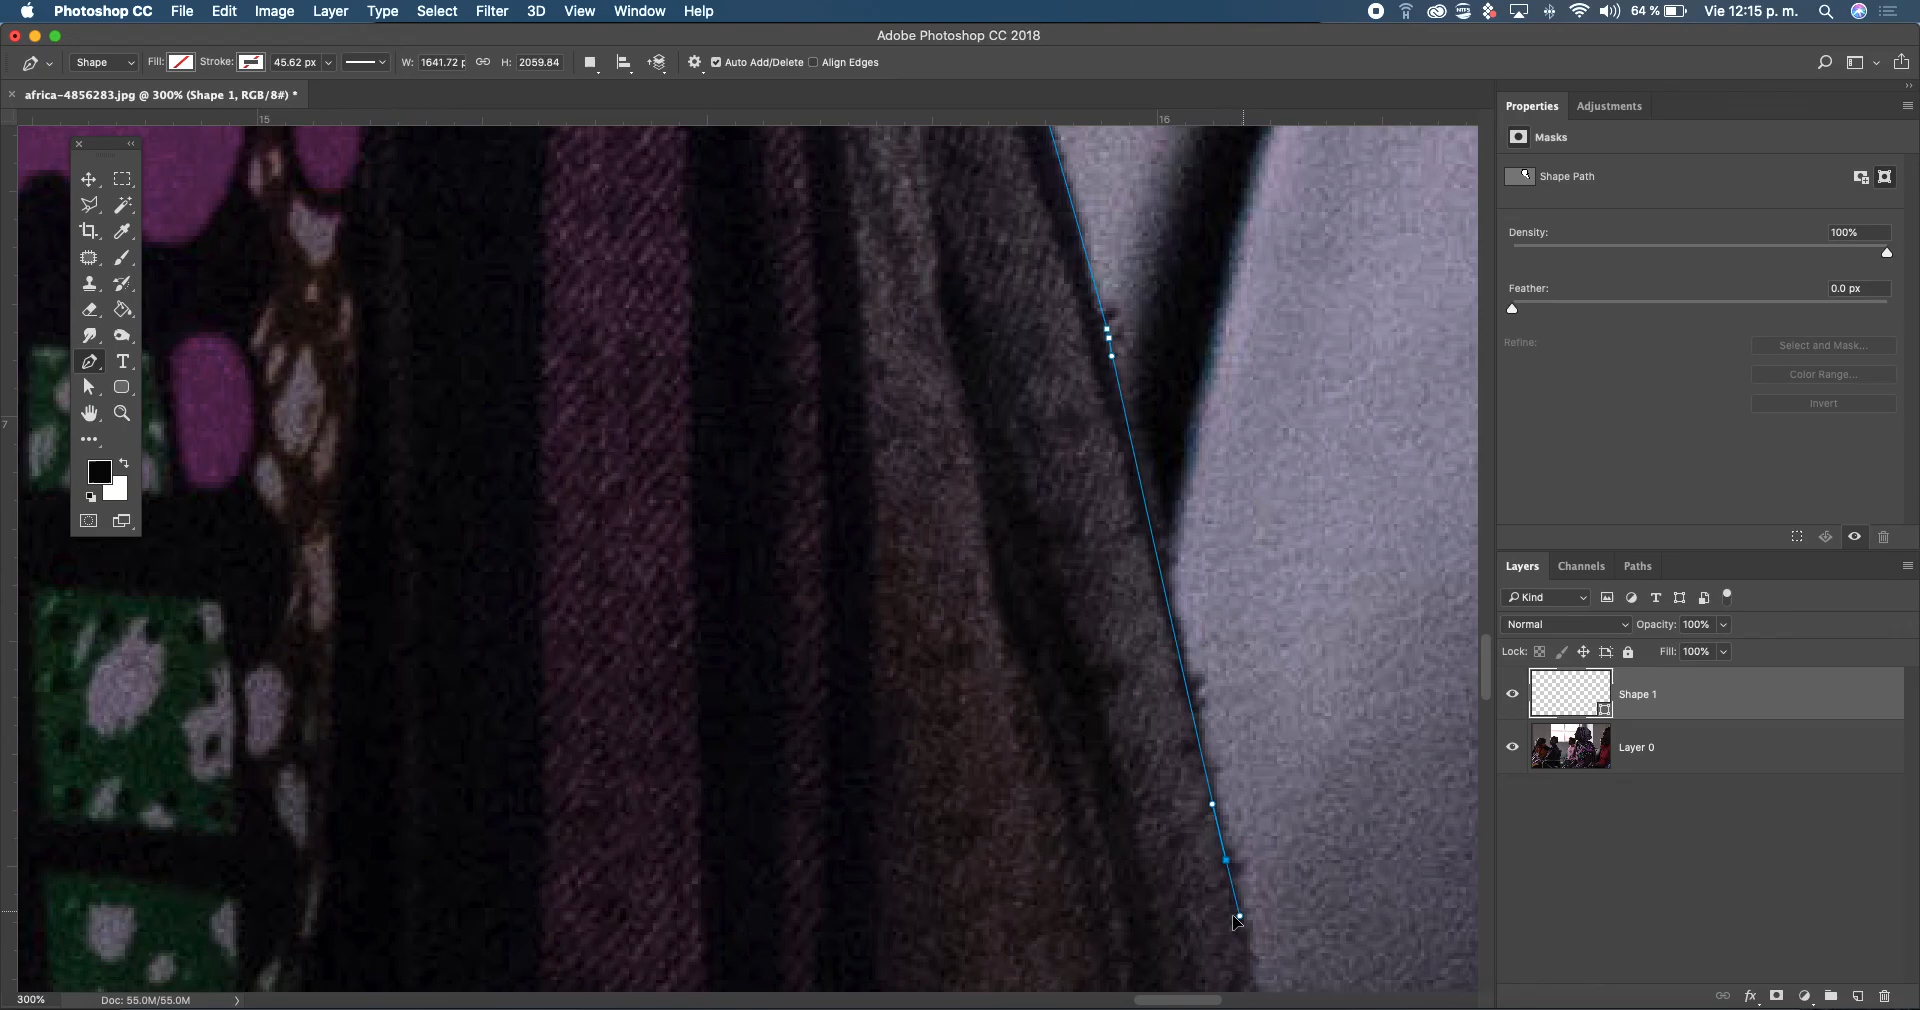 Photoshop CC File Edit Image Layer Type Select Filter 3D View Window Help 64 % Vie 12:15 p. m.
Adobe Photoshop CC 2018
Shape Fill: Stroke: 45.62 px W: 1641.72 p H: 2059.84 Auto Add/Delete Align Edges
africa-4856283.jpg @ 300% (Shape 1, RGB/8#) *
Properties Adjustments
15 16
Masks
Shape Path
Density: 100%
Feather: 0.0 px
Refine: Select and Mask...
Color Range...
Invert
7
Layers Channels Paths
Kind
Normal Opacity: 100%
Lock: Fill: 100%
Shape 1
Layer 0
300% Doc: 55.0M/55.0M